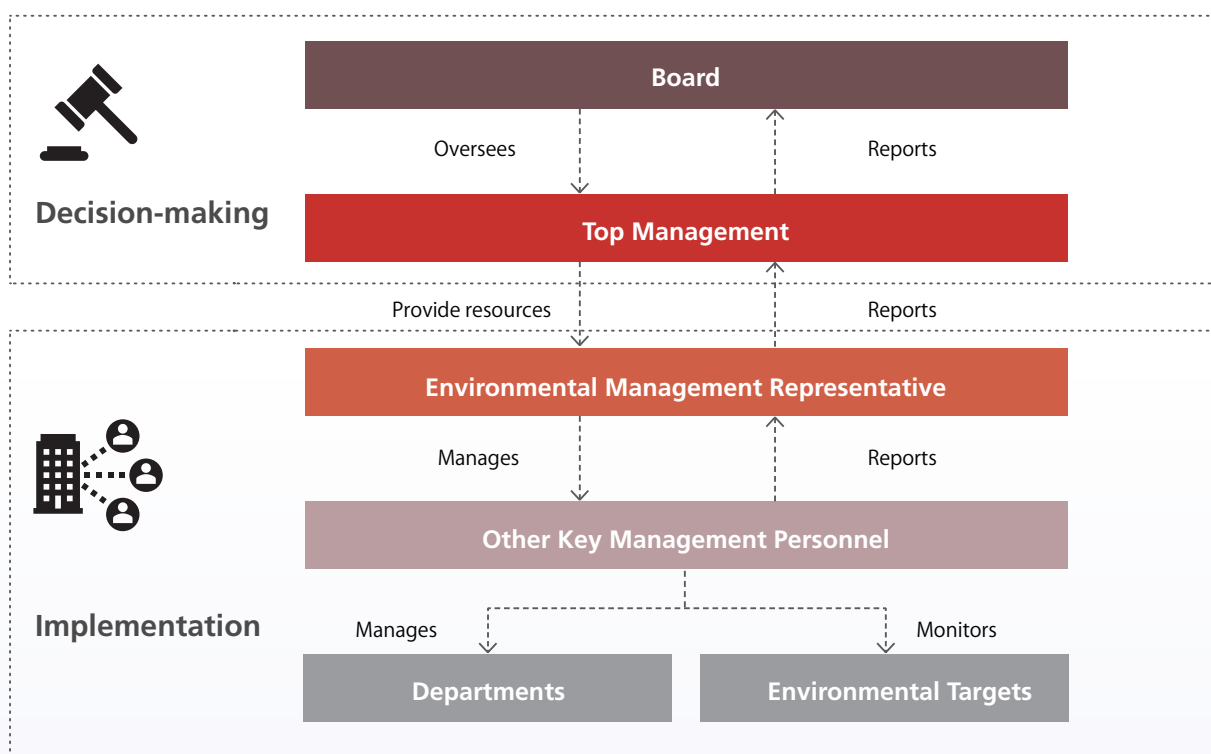 Board
Oversees
Reports
Decision-making
Top Management
Provide resources
Reports
Environmental Management Representative
Manages
Reports
Other Key Management Personnel
Implementation
Manages
Monitors
Departments
Environmental Targets